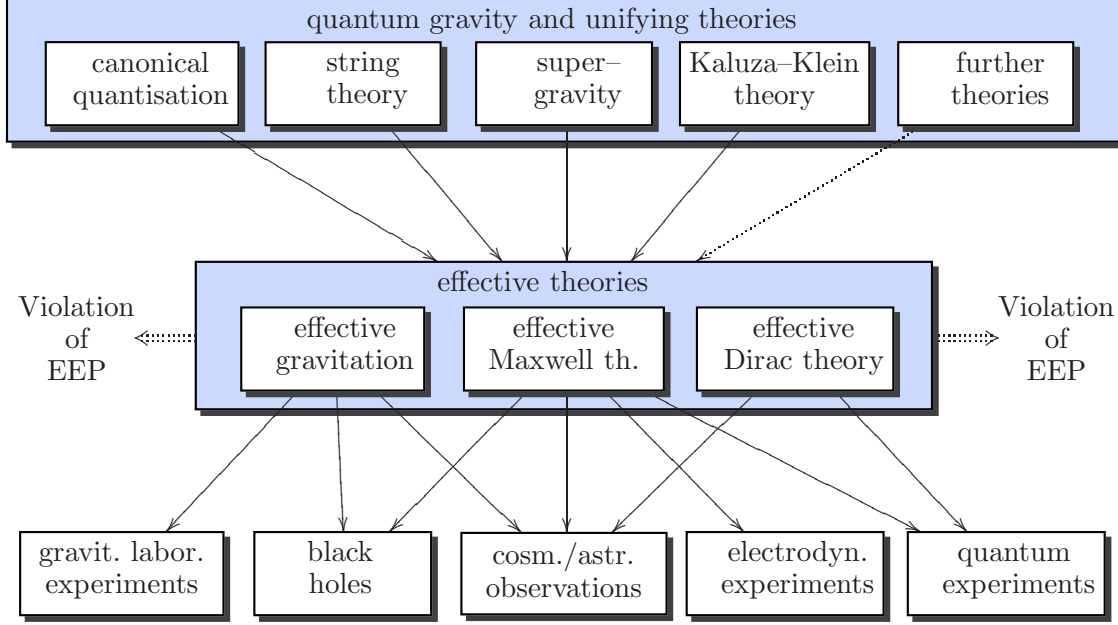 quantum gravity and unifying theories
canonical
quantisation
string
theory
super–
gravity
Kaluza–Klein
theory
further
theories
effective theories
Violation
of
EEP
effective
gravitation
effective
Maxwell th.
effective
Dirac theory
Violation
of
EEP
gravit. labor.
experiments
black
holes
cosm./astr.
observations
electrodyn.
experiments
quantum
experiments